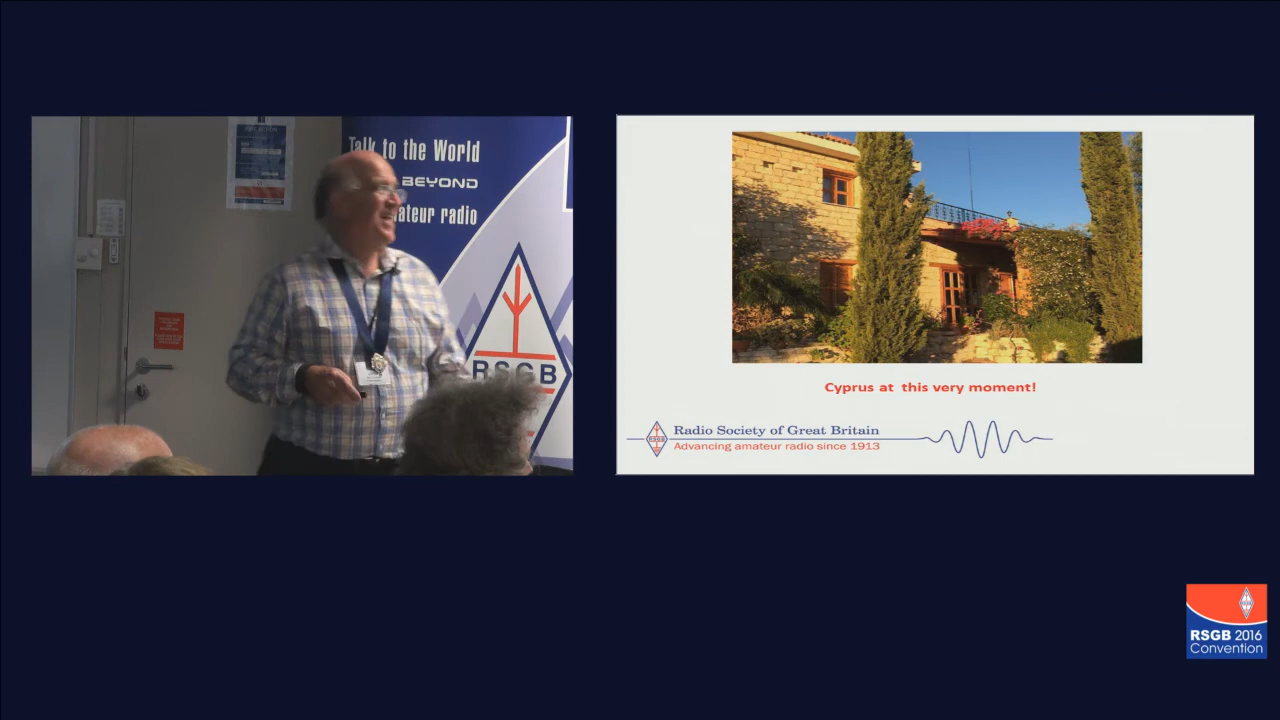 Talk to the World
BEYOND
ateur radio
RSGB
Cyprus at this very moment!
RSGB
Radio Society of Great Britain
Advancing amateur radio since 1913
RSGB 2016
Convention